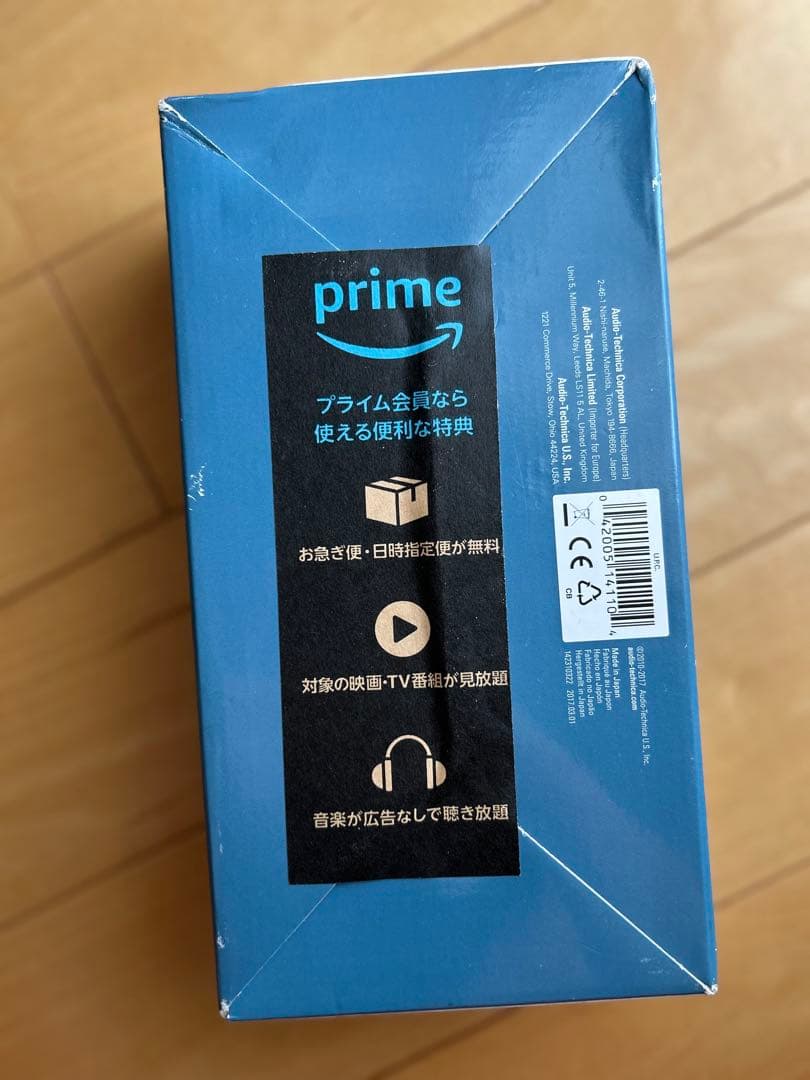 prime
プライム会員なら
使える便利な特典
お急ぎ便・日時指定便が無料
対象の映画・TV番組が見放題
音楽が広告なしで聴き放題
Audio-Technica Corporation (Headquarters)
2-46-1 Nishi-naruse, Machida, Tokyo 194-8666, Japan
Audio-Technica Limited (Importer for Europe)
Unit 5, Millennium Way, Leeds LS11 5 AL, United Kingdom
Audio-Technica U.S., Inc.
1221 Commerce Drive, Stow, Ohio 44224, USA
U.P.C.
0 42005 14110 4
CE
CB
©2010-2017 Audio-Technica U.S., Inc.
audio-technica.com
Made in Japan
Fabriqué au Japon
Hecho en Japón
Fabricado no Japão
Hergestellt in Japan
142310322 2017.03.01